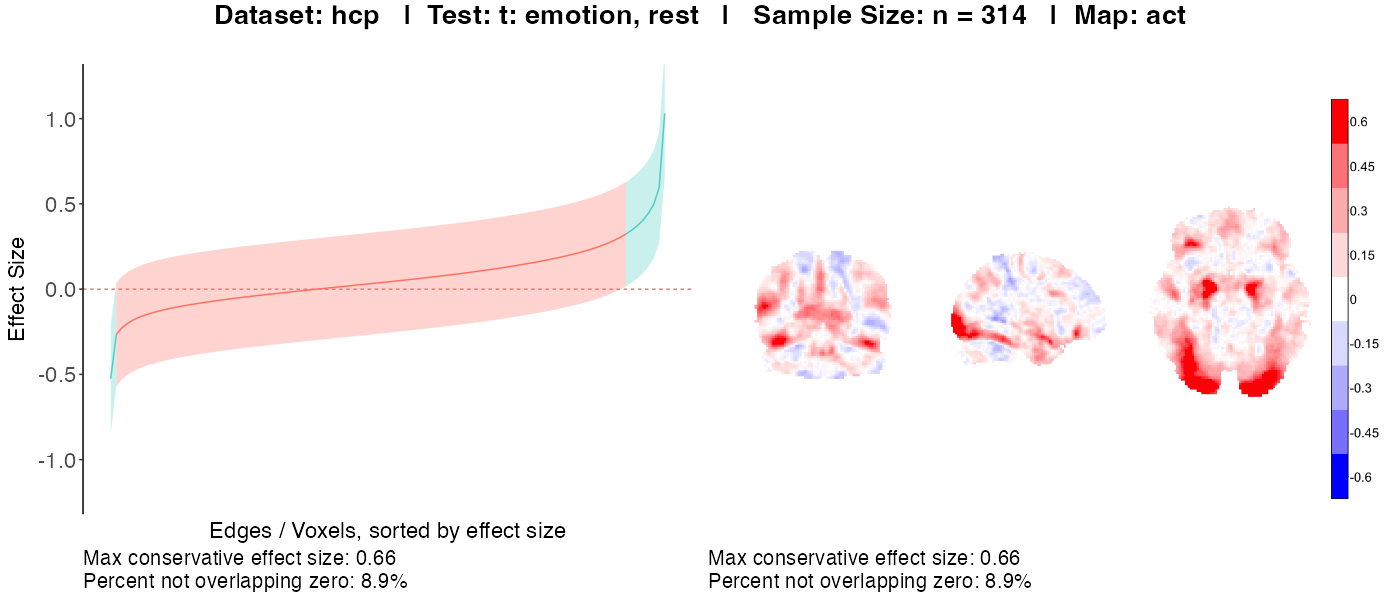 Dataset: hcp | Test: t: emotion, rest | Sample Size: n = 314 | Map: act
Effect Size
1.0
0.5
0.0
-0.5
-1.0
Edges / Voxels, sorted by effect size
Max conservative effect size: 0.66
Percent not overlapping zero: 8.9%
0.6
0.45
0.3
0.15
0
-0.15
-0.3
-0.45
-0.6
Max conservative effect size: 0.66
Percent not overlapping zero: 8.9%